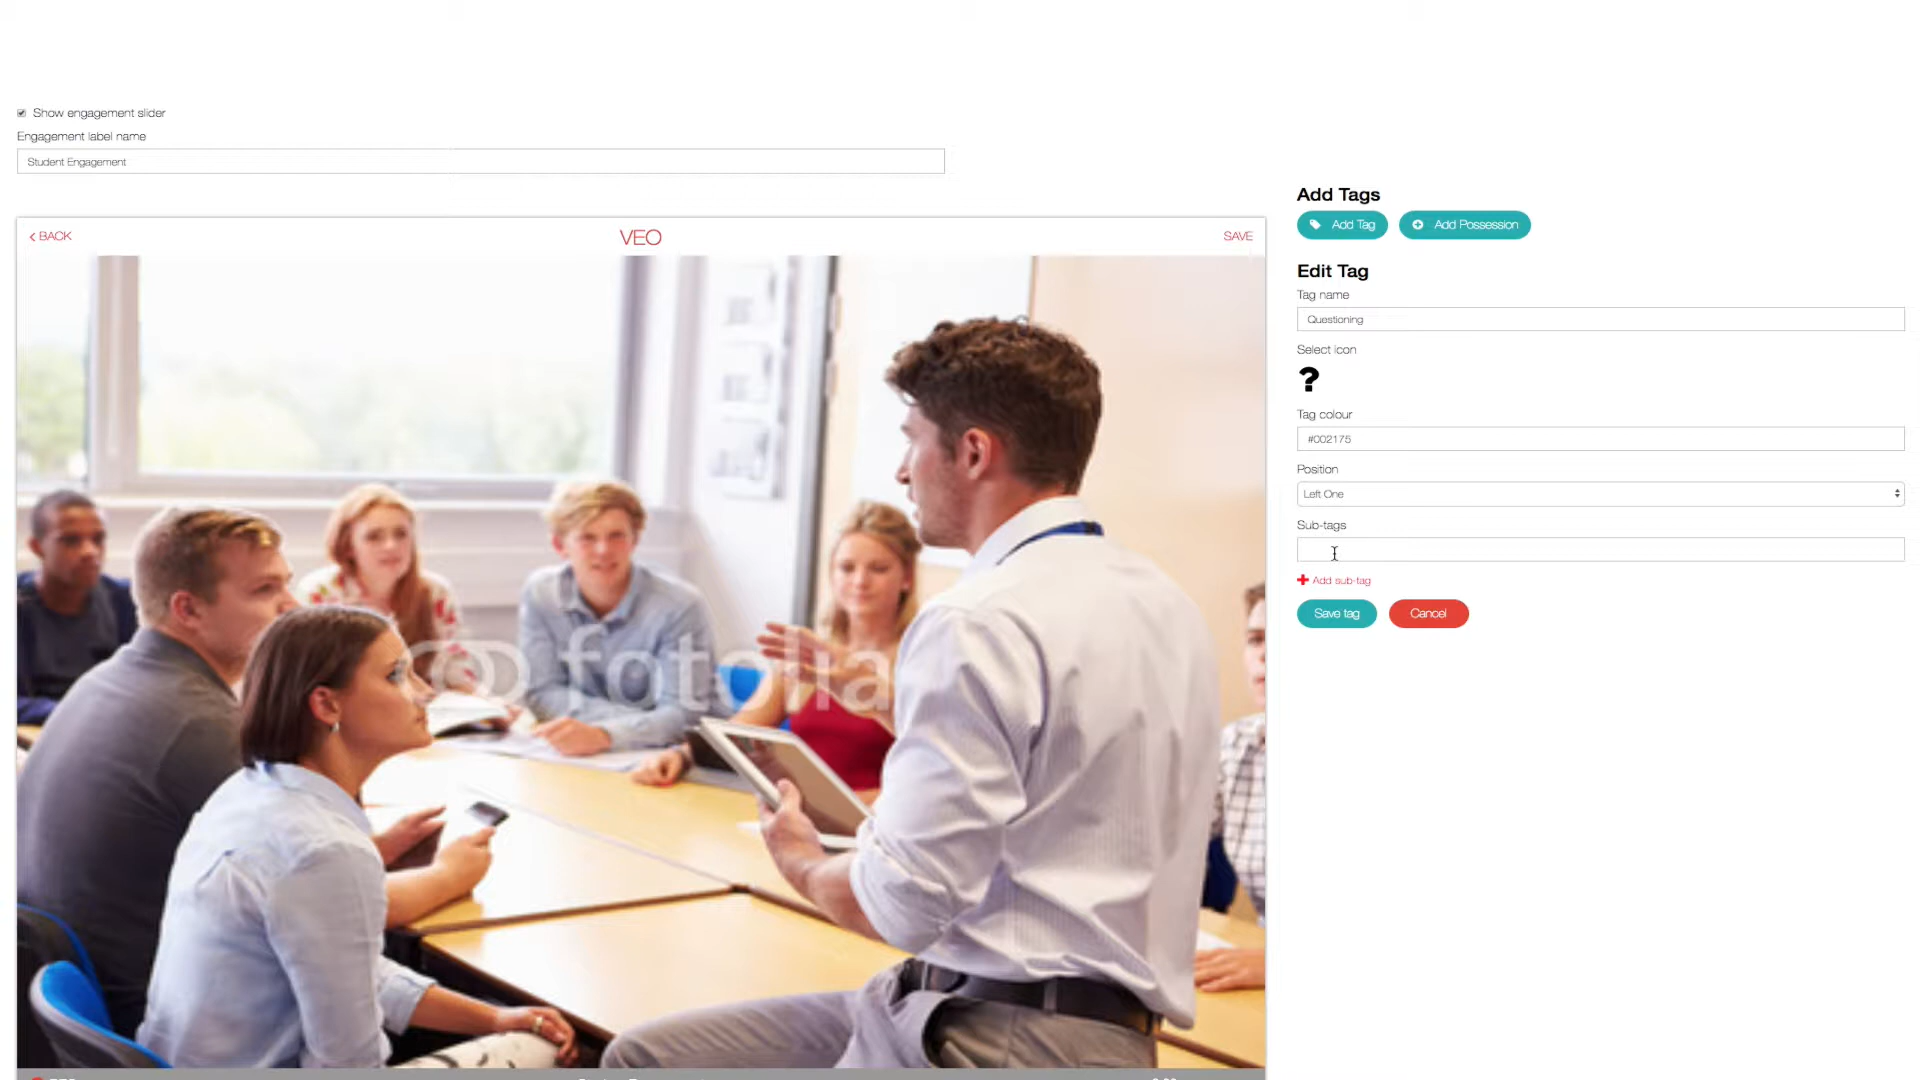 Show engagement slider
Engagement label name
Student Engagement
Add Tags
Add Tag
Add Possession
BACK
VEO
SAVE
Edit Tag
Tag name
Questioning
Select icon
?
Tag colour
#002175
Position
Left One
Sub-tags
Add sub-tag
Save tag
Cancel
fotolia